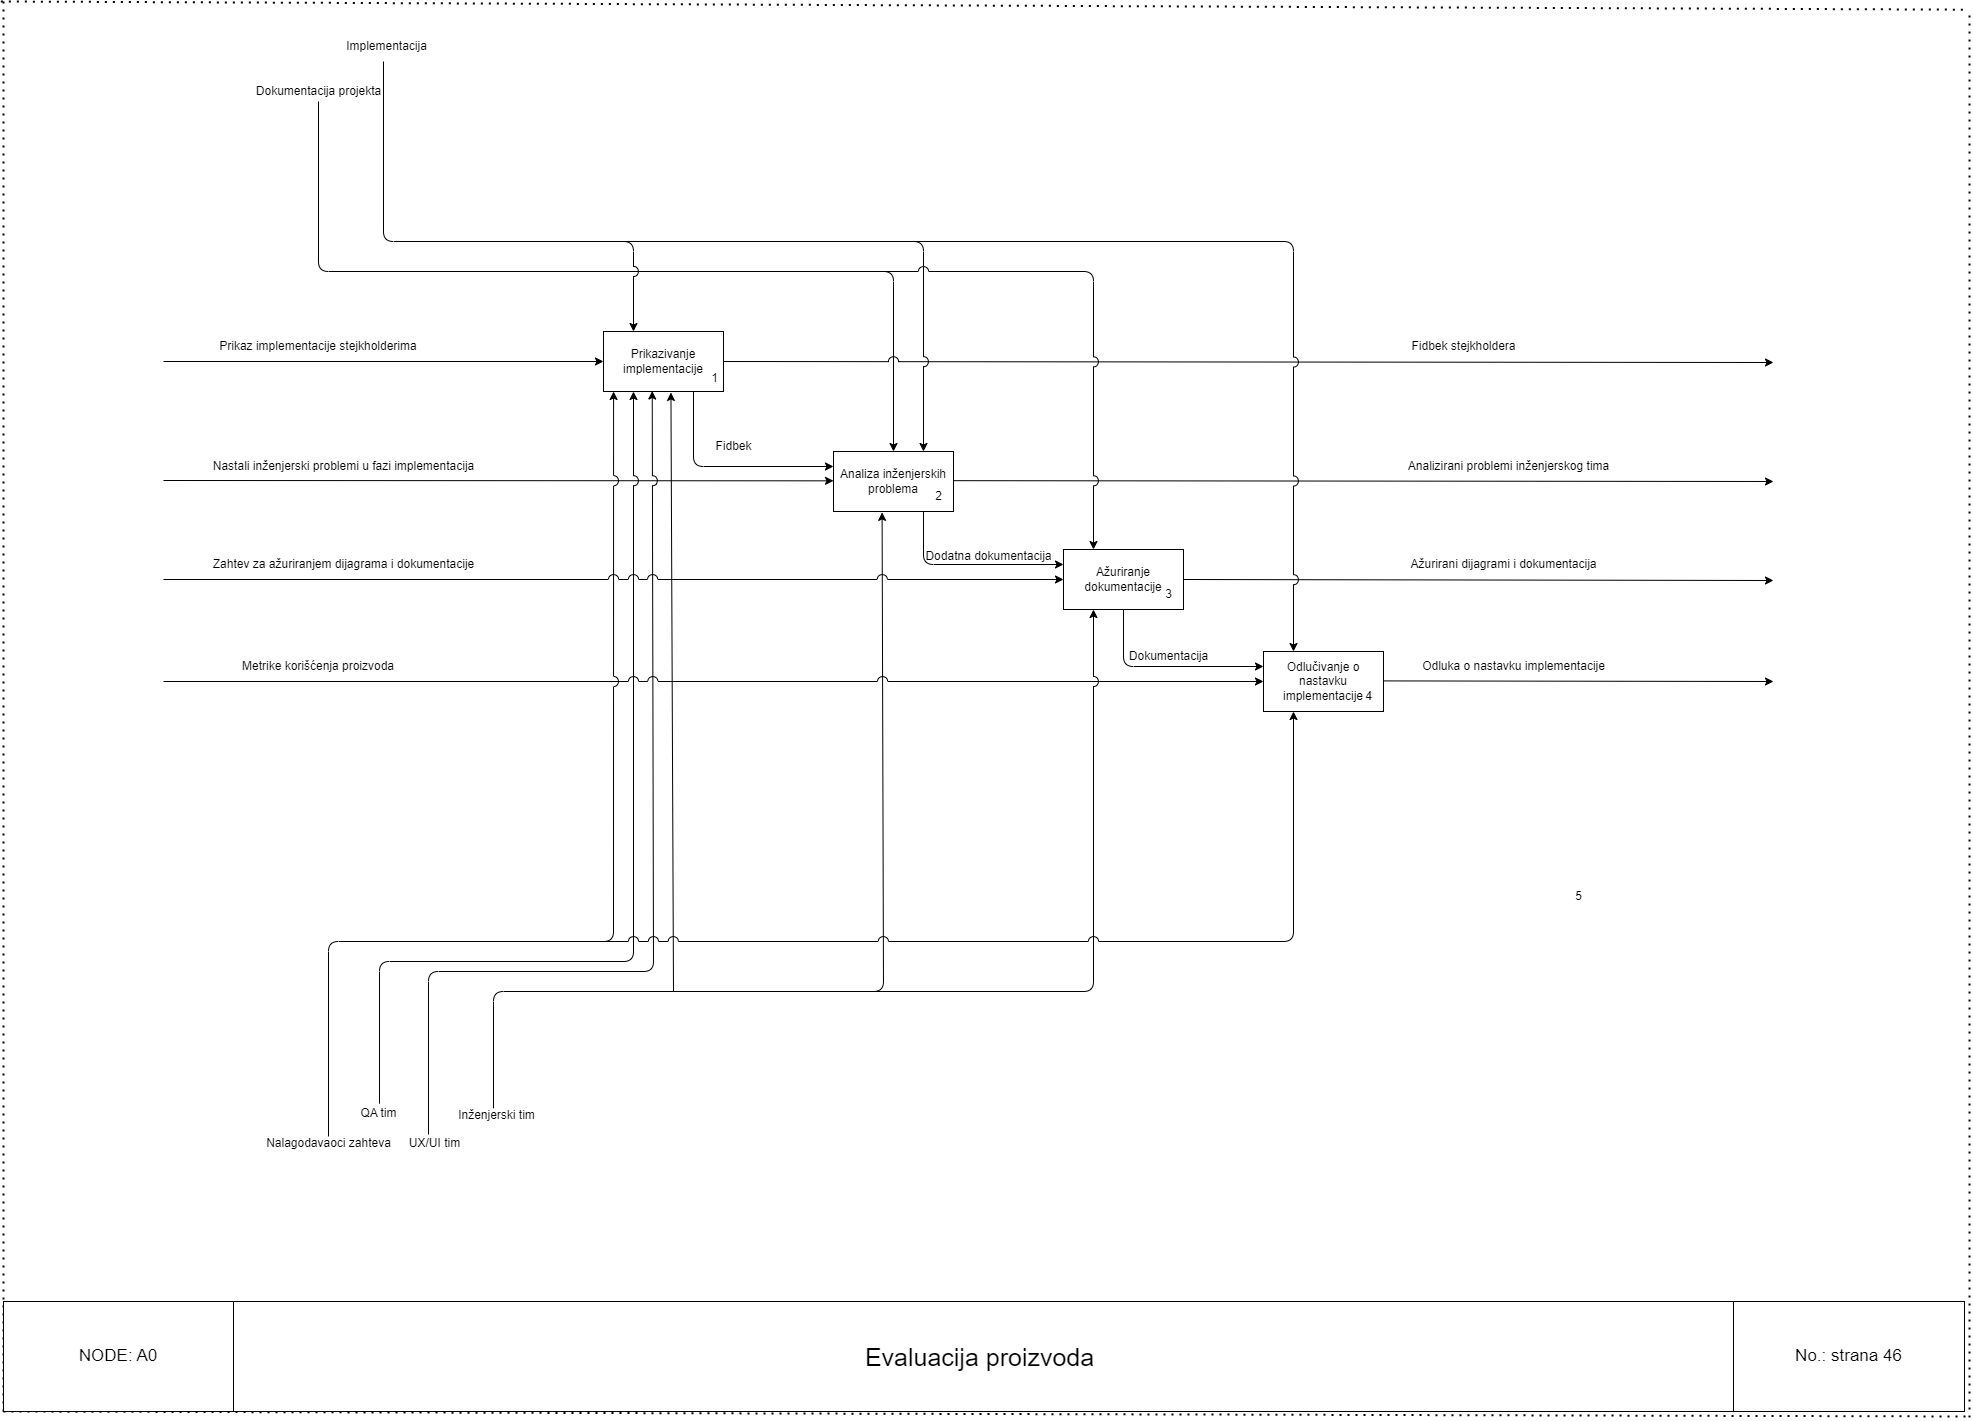 Implementacija
Dokumentacija projekta
Prikaz implementacije stejkholderima
Prikazivanje
implementacije
1
Fidbek stejkholdera
Fidbek
Nastali inženjerski problemi u fazi implementacija
Analiza inženjerskih
problema
2
Analizirani problemi inženjerskog tima
Dodatna dokumentacija
Zahtev za ažuriranjem dijagrama i dokumentacije
Ažuriranje
dokumentacije
3
Ažurirani dijagrami i dokumentacija
Dokumentacija
Metrike korišćenja proizvoda
Odlučivanje o
nastavku
implementacije 4
Odluka o nastavku implementacije
5
QA tim
Inženjerski tim
Nalagodavaoci zahteva
UX/UI tim
NODE: A0
Evaluacija proizvoda
No.: strana 46